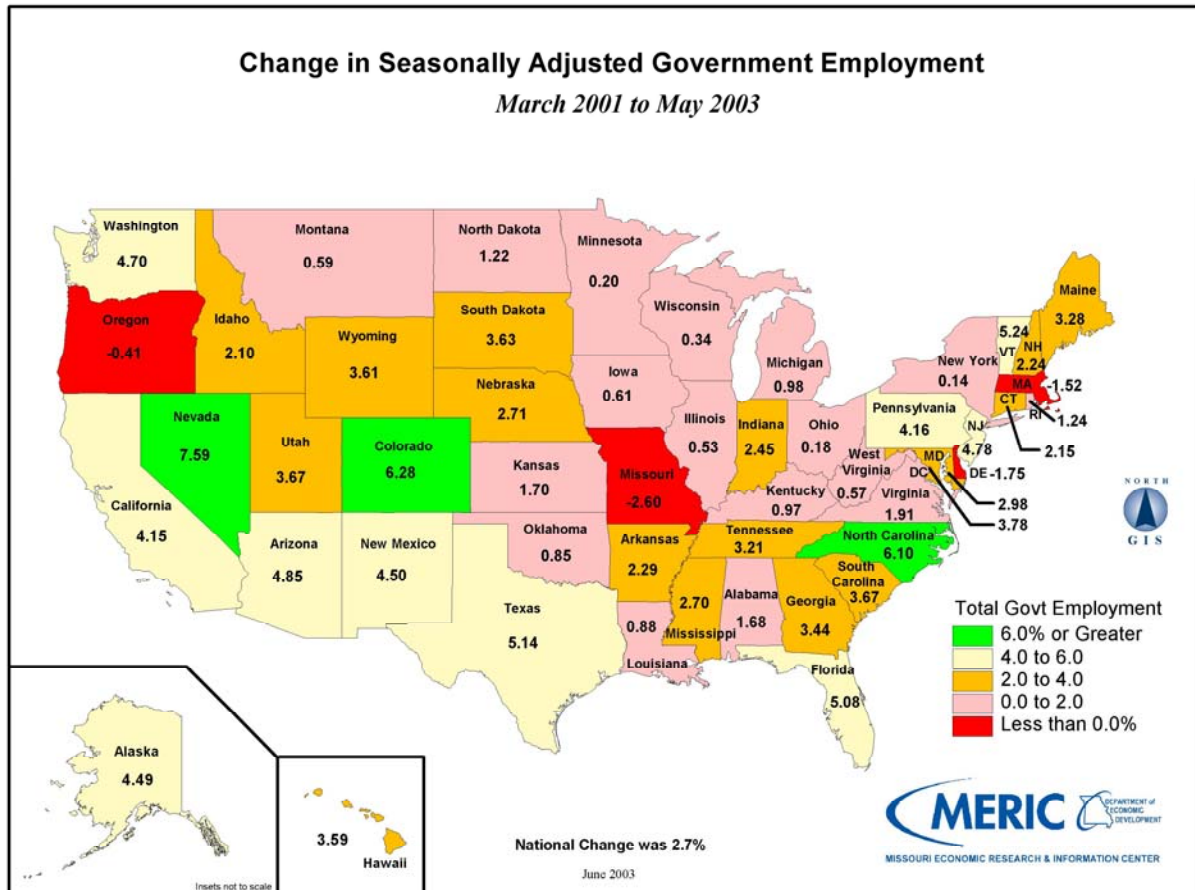 Change in Seasonally Adjusted Government Employment
March 2001 to May 2003
Washington
4.70
Montana
0.59
North Dakota
1.22
Minnesota
0.20
Wisconsin
0.34
Michigan
0.98
Maine
3.28
5.24
VT
NH
2.24
New York
0.14
MA
-1.52
CT
RI
1.24
2.15
Oregon
-0.41
Idaho
2.10
Wyoming
3.61
South Dakota
3.63
Nebraska
2.71
Iowa
0.61
Illinois
0.53
Indiana
2.45
Ohio
0.18
Pennsylvania
4.16
NJ
4.78
MD
DC
DE -1.75
2.98
3.78
Nevada
7.59
Utah
3.67
Colorado
6.28
Kansas
1.70
Missouri
-2.60
Kentucky
0.97
West
Virginia
0.57
Virginia
1.91
California
4.15
Arizona
4.85
New Mexico
4.50
Oklahoma
0.85
Arkansas
2.29
Tennessee
3.21
North Carolina
6.10
South
Carolina
3.67
Texas
5.14
0.88
Louisiana
2.70
Mississippi
Alabama
1.68
Georgia
3.44
Florida
5.08
Alaska
4.49
Insets not to scale
3.59
Hawaii
NORTH
GIS
Total Govt Employment
6.0% or Greater
4.0 to 6.0
2.0 to 4.0
0.0 to 2.0
Less than 0.0%
National Change was 2.7%
June 2003
MERIC
DEPARTMENT of
ECONOMIC
DEVELOPMENT
MISSOURI ECONOMIC RESEARCH & INFORMATION CENTER